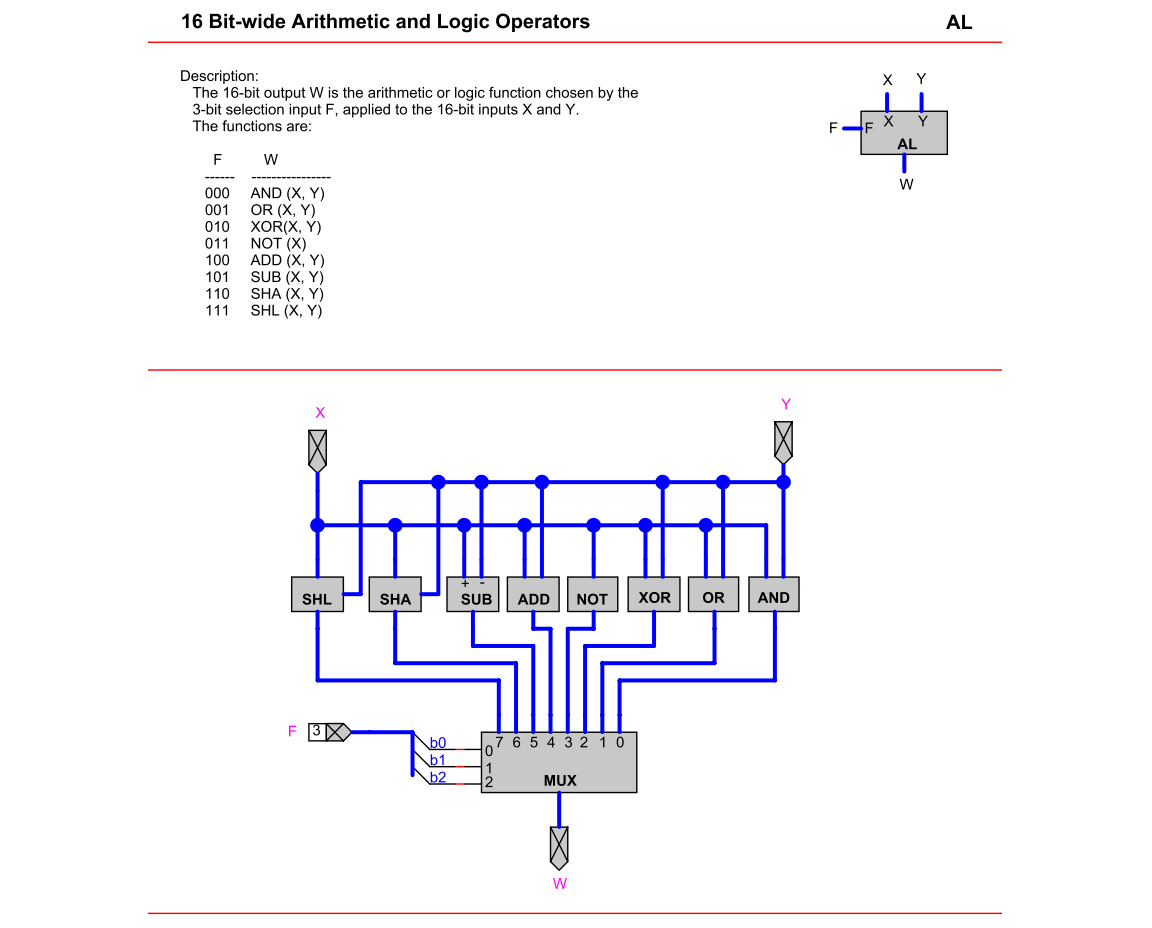 16 Bit-wide Arithmetic and Logic Operators AL
Description:
The 16-bit output W is the arithmetic or logic function chosen by the
3-bit selection input F, applied to the 16-bit inputs X and Y.
The functions are:
F W
------ ----------------
000 AND (X, Y)
001 OR (X, Y)
010 XOR(X, Y)
011 NOT (X)
100 ADD (X, Y)
101 SUB (X, Y)
110 SHA (X, Y)
111 SHL (X, Y)
X Y
X Y
F F
AL
W
X Y
+ -
SHL SHA SUB ADD NOT XOR OR AND
F 3
b0 0 7 6 5 4 3 2 1 0
b1 1
b2 2 MUX
W